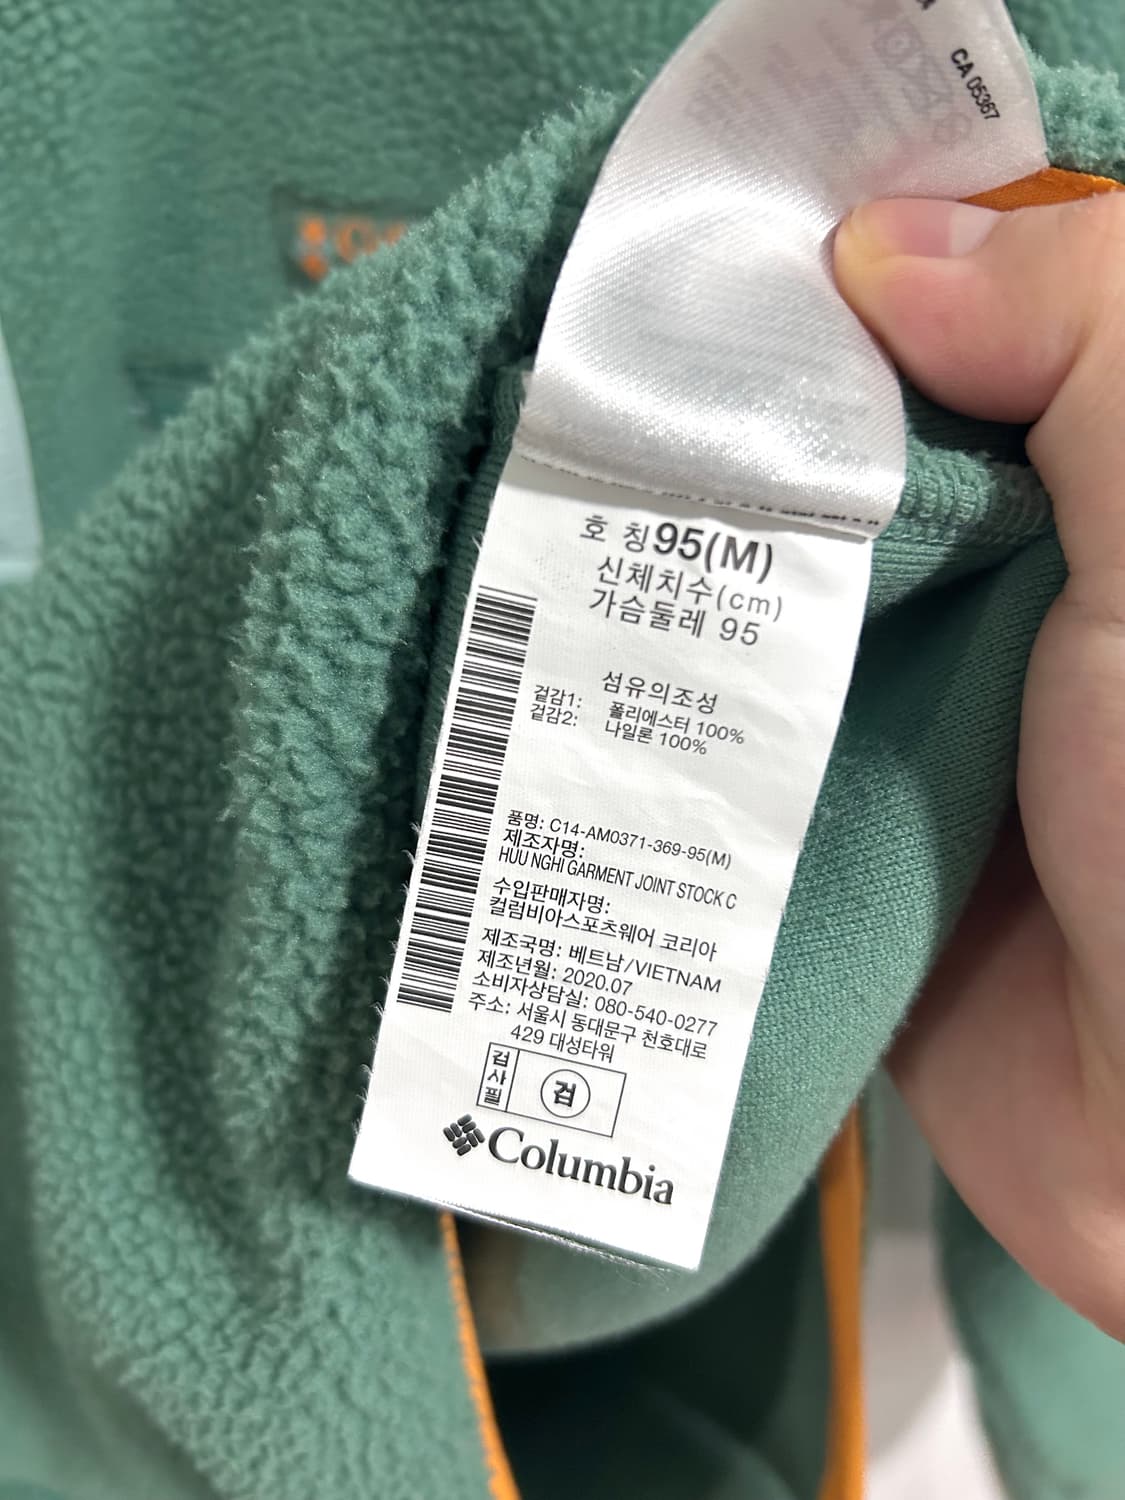 CA 05367
호 칭 95(M)
신체치수(cm)
가슴둘레 95
섬유의조성
겉감1: 폴리에스터 100%
겉감2: 나일론 100%
품명: C14-AM0371-369-95(M)
제조자명:
HUU NGHI GARMENT JOINT STOCK C
수입판매자명:
컬럼비아스포츠웨어 코리아
제조국명: 베트남/VIETNAM
제조년월: 2020.07
소비자상담실: 080-540-0277
주소: 서울시 동대문구 천호대로
429 대성타워
검사필 검
Columbia